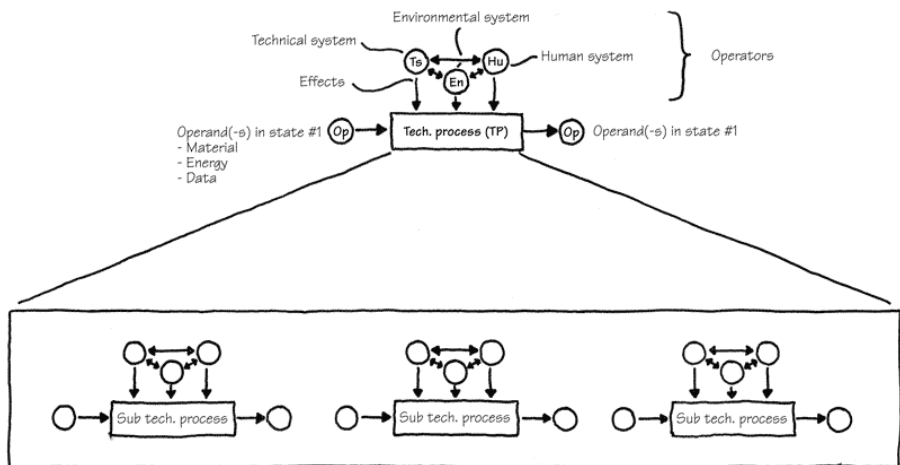 Environmental system
Technical system
Ts
Hu
Human system
Operators
En
Effects
Operand(-s) in state #1
Op
Tech. process (TP)
Op
Operand(-s) in state #1
- Material
- Energy
- Data
Sub tech. process
Sub tech. process
Sub tech. process